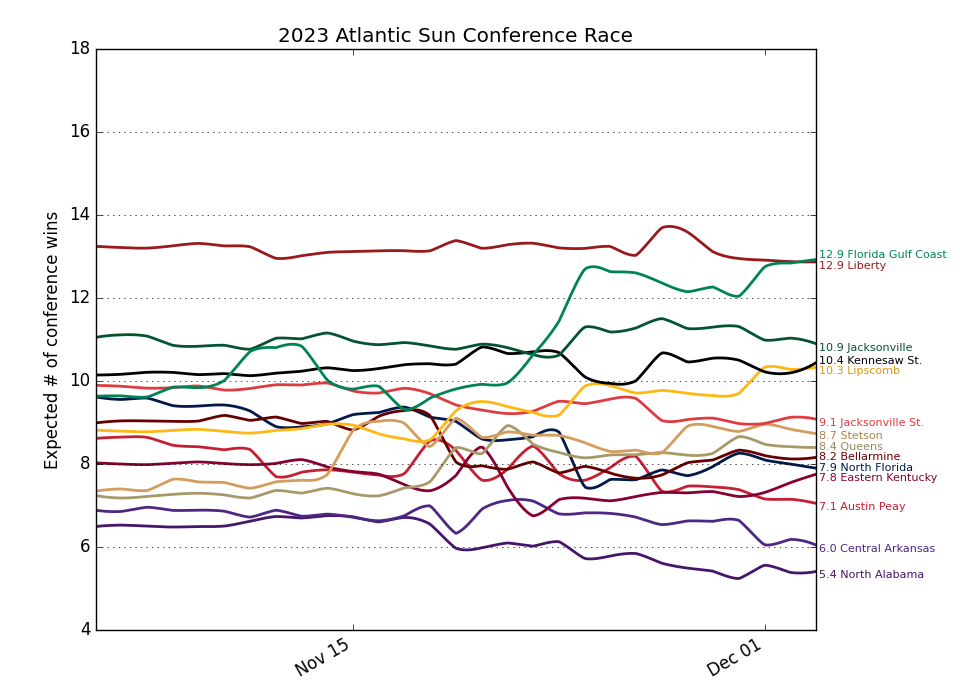 2023 Atlantic Sun Conference Race
Expected # of conference wins
18
16
14
12
10
8
6
4
Nov 15
Dec 01
12.9 Florida Gulf Coast
12.9 Liberty
10.9 Jacksonville
10.4 Kennesaw St.
10.3 Lipscomb
9.1 Jacksonville St.
8.7 Stetson
8.4 Queens
8.2 Bellarmine
7.9 North Florida
7.8 Eastern Kentucky
7.1 Austin Peay
6.0 Central Arkansas
5.4 North Alabama